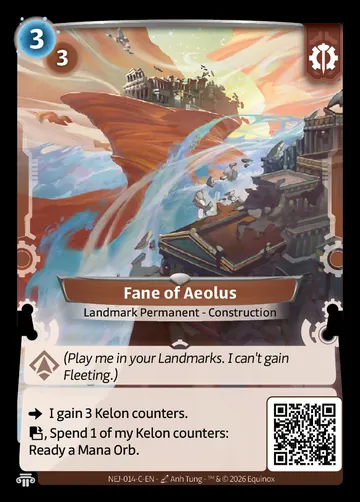 3
3
Fane of Aeolus
Landmark Permanent - Construction
(Play me in your Landmarks. I can't gain
Fleeting.)
I gain 3 Kelon counters.
, Spend 1 of my Kelon counters:
Ready a Mana Orb.
NEJ-014-C-EN - Anh Tung - ™ & © 2026 Equinox